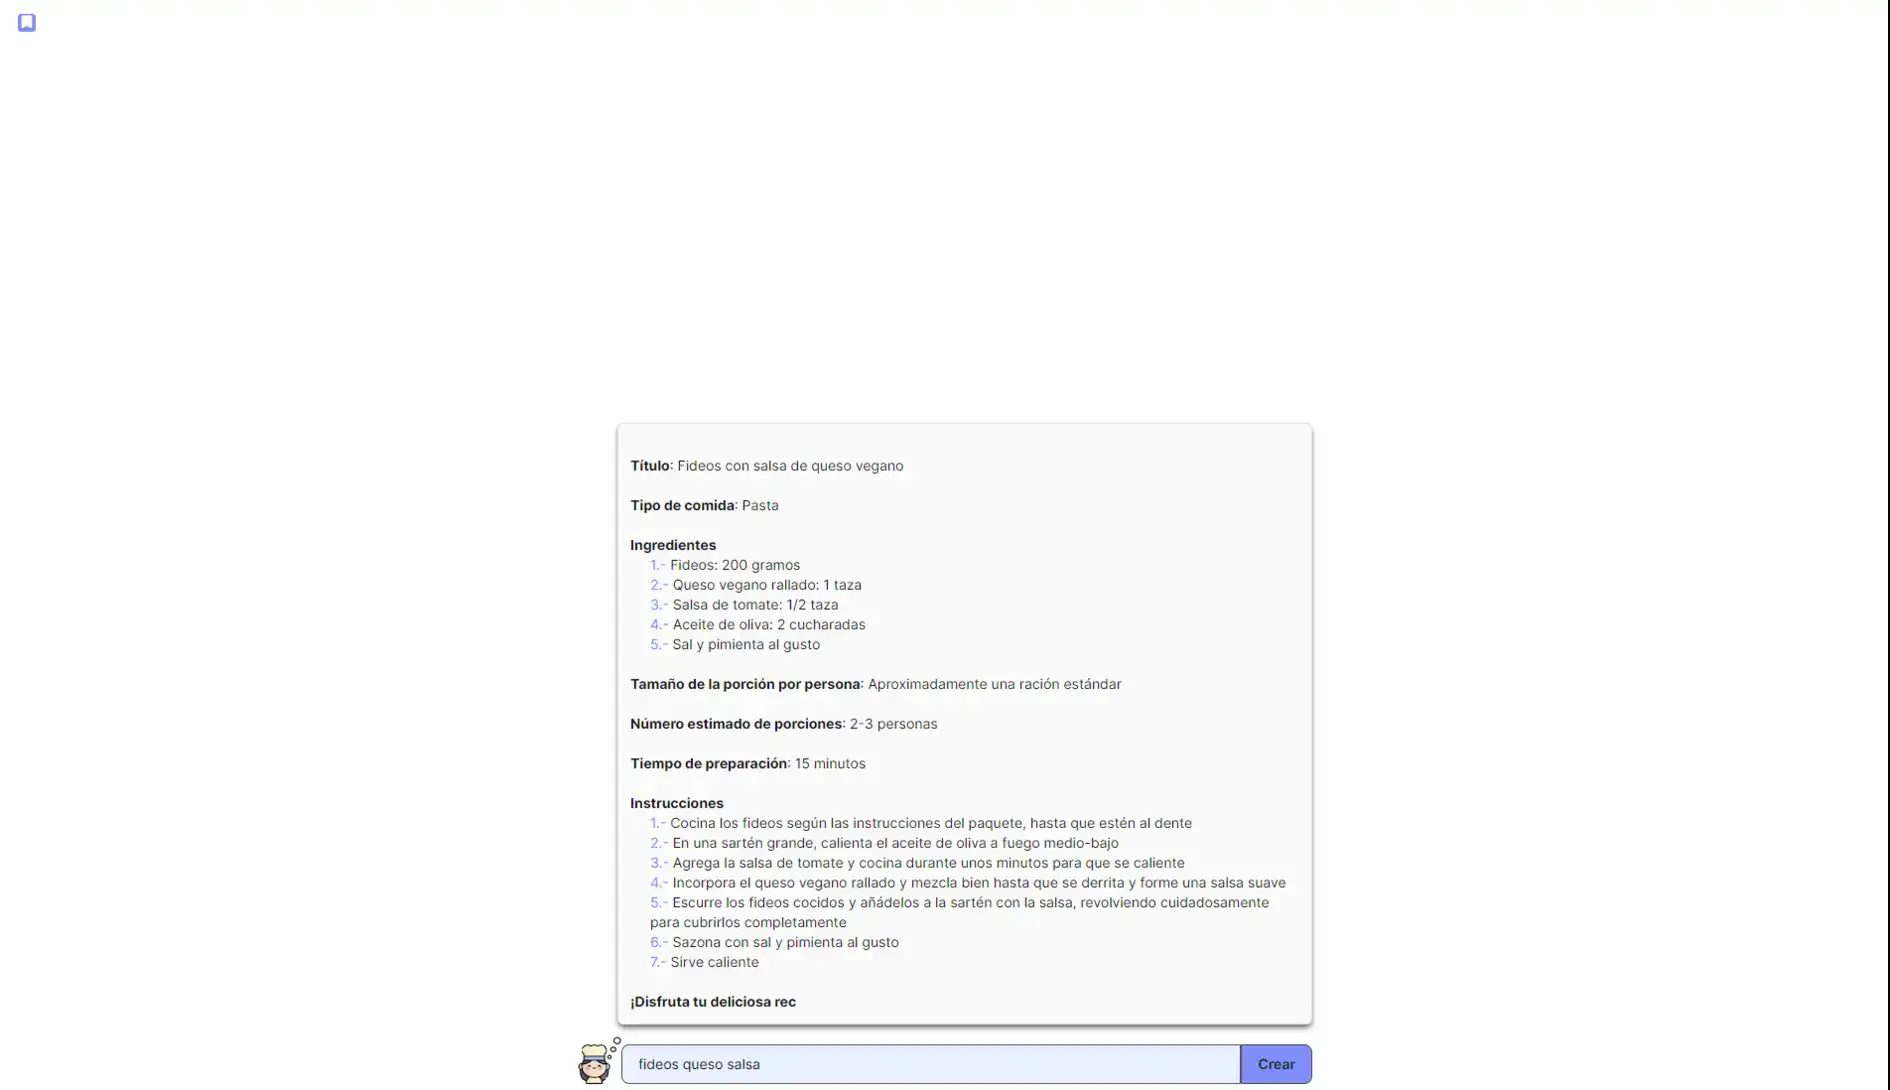 Título: Fideos con salsa de queso vegano
Tipo de comida: Pasta
Ingredientes
1.- Fideos: 200 gramos
2.- Queso vegano rallado: 1 taza
3.- Salsa de tomate: 1/2 taza
4.- Aceite de oliva: 2 cucharadas
5.- Sal y pimienta al gusto
Tamaño de la porción por persona: Aproximadamente una ración estándar
Número estimado de porciones: 2-3 personas
Tiempo de preparación: 15 minutos
Instrucciones
1.- Cocina los fideos según las instrucciones del paquete, hasta que estén al dente
2.- En una sartén grande, calienta el aceite de oliva a fuego medio-bajo
3.- Agrega la salsa de tomate y cocina durante unos minutos para que se caliente
4.- Incorpora el queso vegano rallado y mezcla bien hasta que se derrita y forme una salsa suave
5.- Escurre los fideos cocidos y añádelos a la sartén con la salsa, revolviendo cuidadosamente
para cubrirlos completamente
6.- Sazona con sal y pimienta al gusto
7.- Sirve caliente
¡Disfruta tu deliciosa rec
fideos queso salsa
Crear